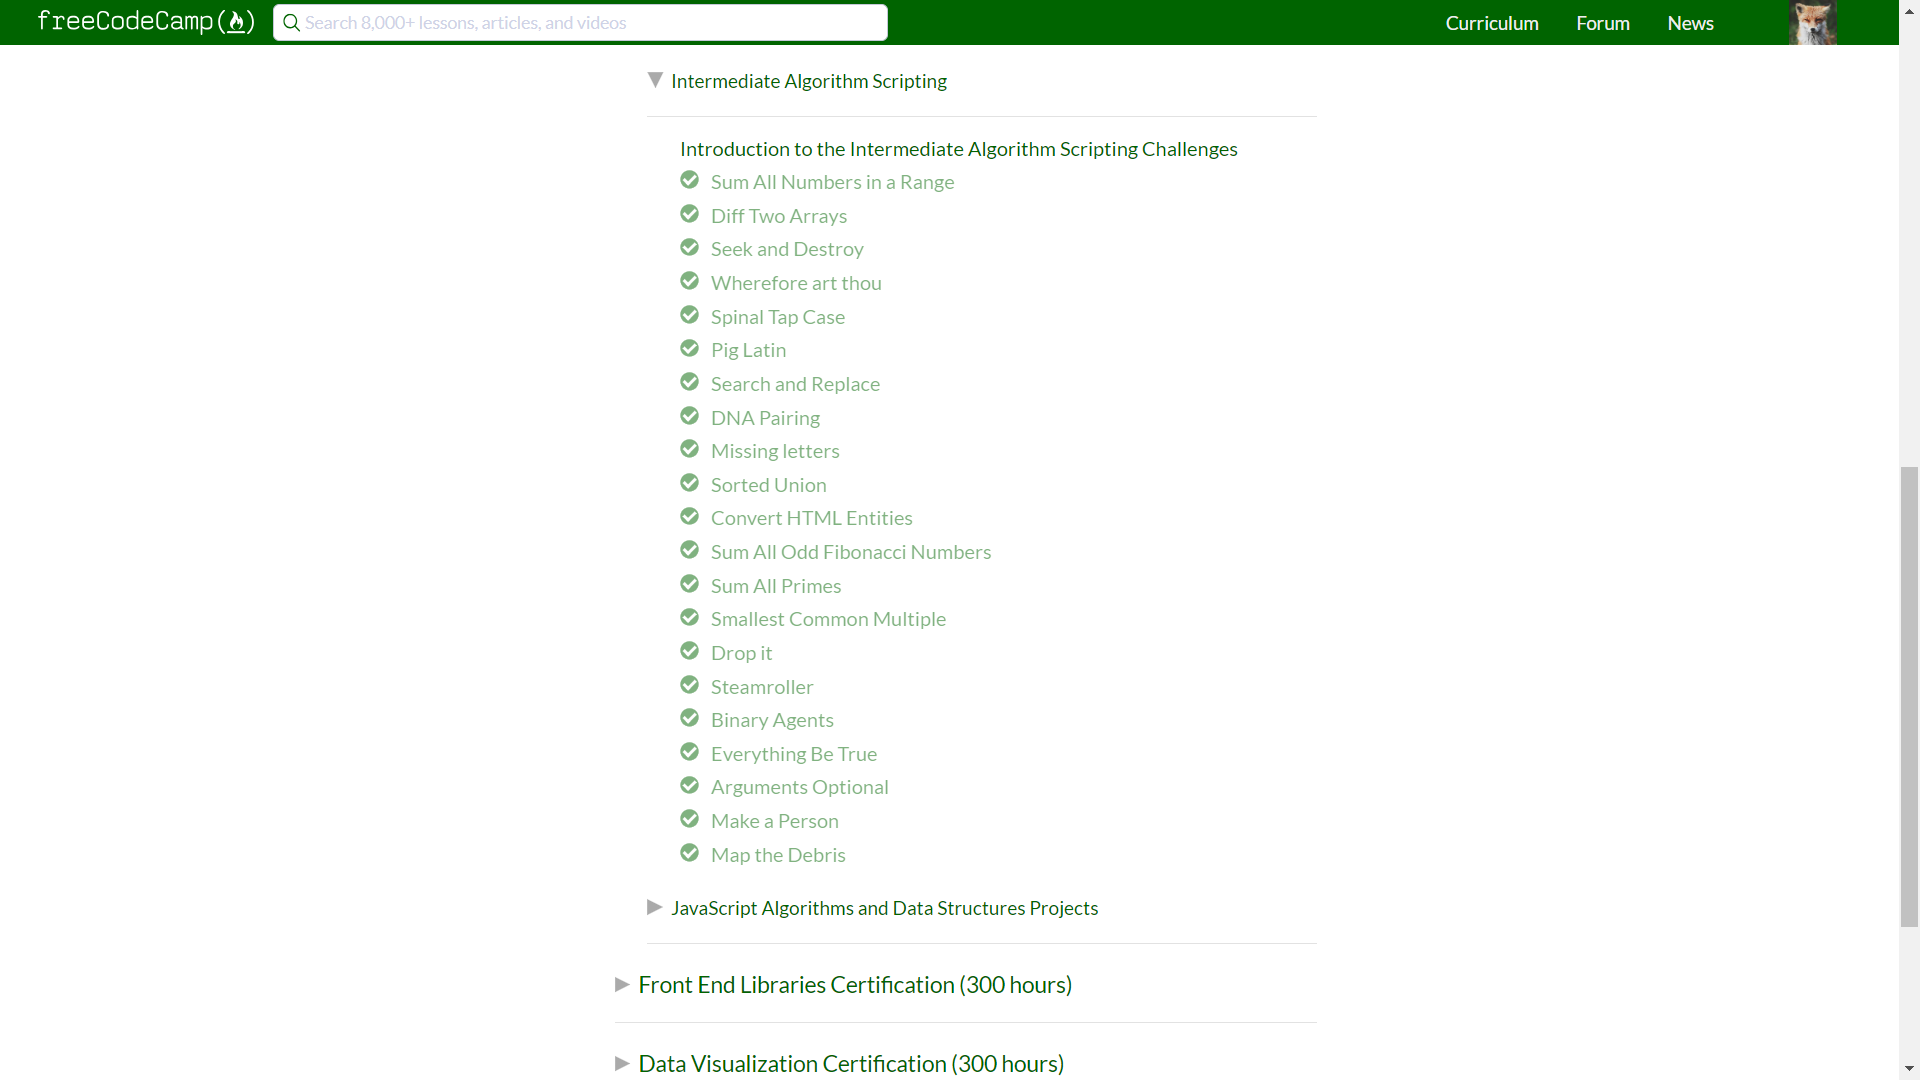 freeCodeCamp
Search 8,000+ lessons, articles, and videos
Curriculum
Forum
News
Intermediate Algorithm Scripting
Introduction to the Intermediate Algorithm Scripting Challenges
Sum All Numbers in a Range
Diff Two Arrays
Seek and Destroy
Wherefore art thou
Spinal Tap Case
Pig Latin
Search and Replace
DNA Pairing
Missing letters
Sorted Union
Convert HTML Entities
Sum All Odd Fibonacci Numbers
Sum All Primes
Smallest Common Multiple
Drop it
Steamroller
Binary Agents
Everything Be True
Arguments Optional
Make a Person
Map the Debris
JavaScript Algorithms and Data Structures Projects
Front End Libraries Certification (300 hours)
Data Visualization Certification (300 hours)